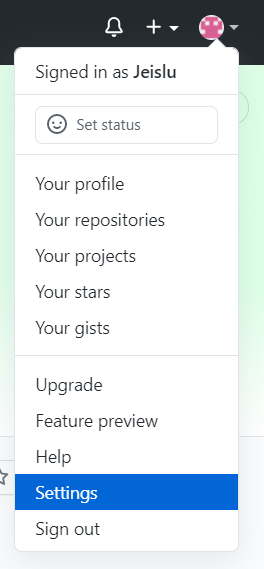 Signed in as Jeislu
Set status
Your profile
Your repositories
Your projects
Your stars
Your gists
Upgrade
Feature preview
Help
Settings
Sign out